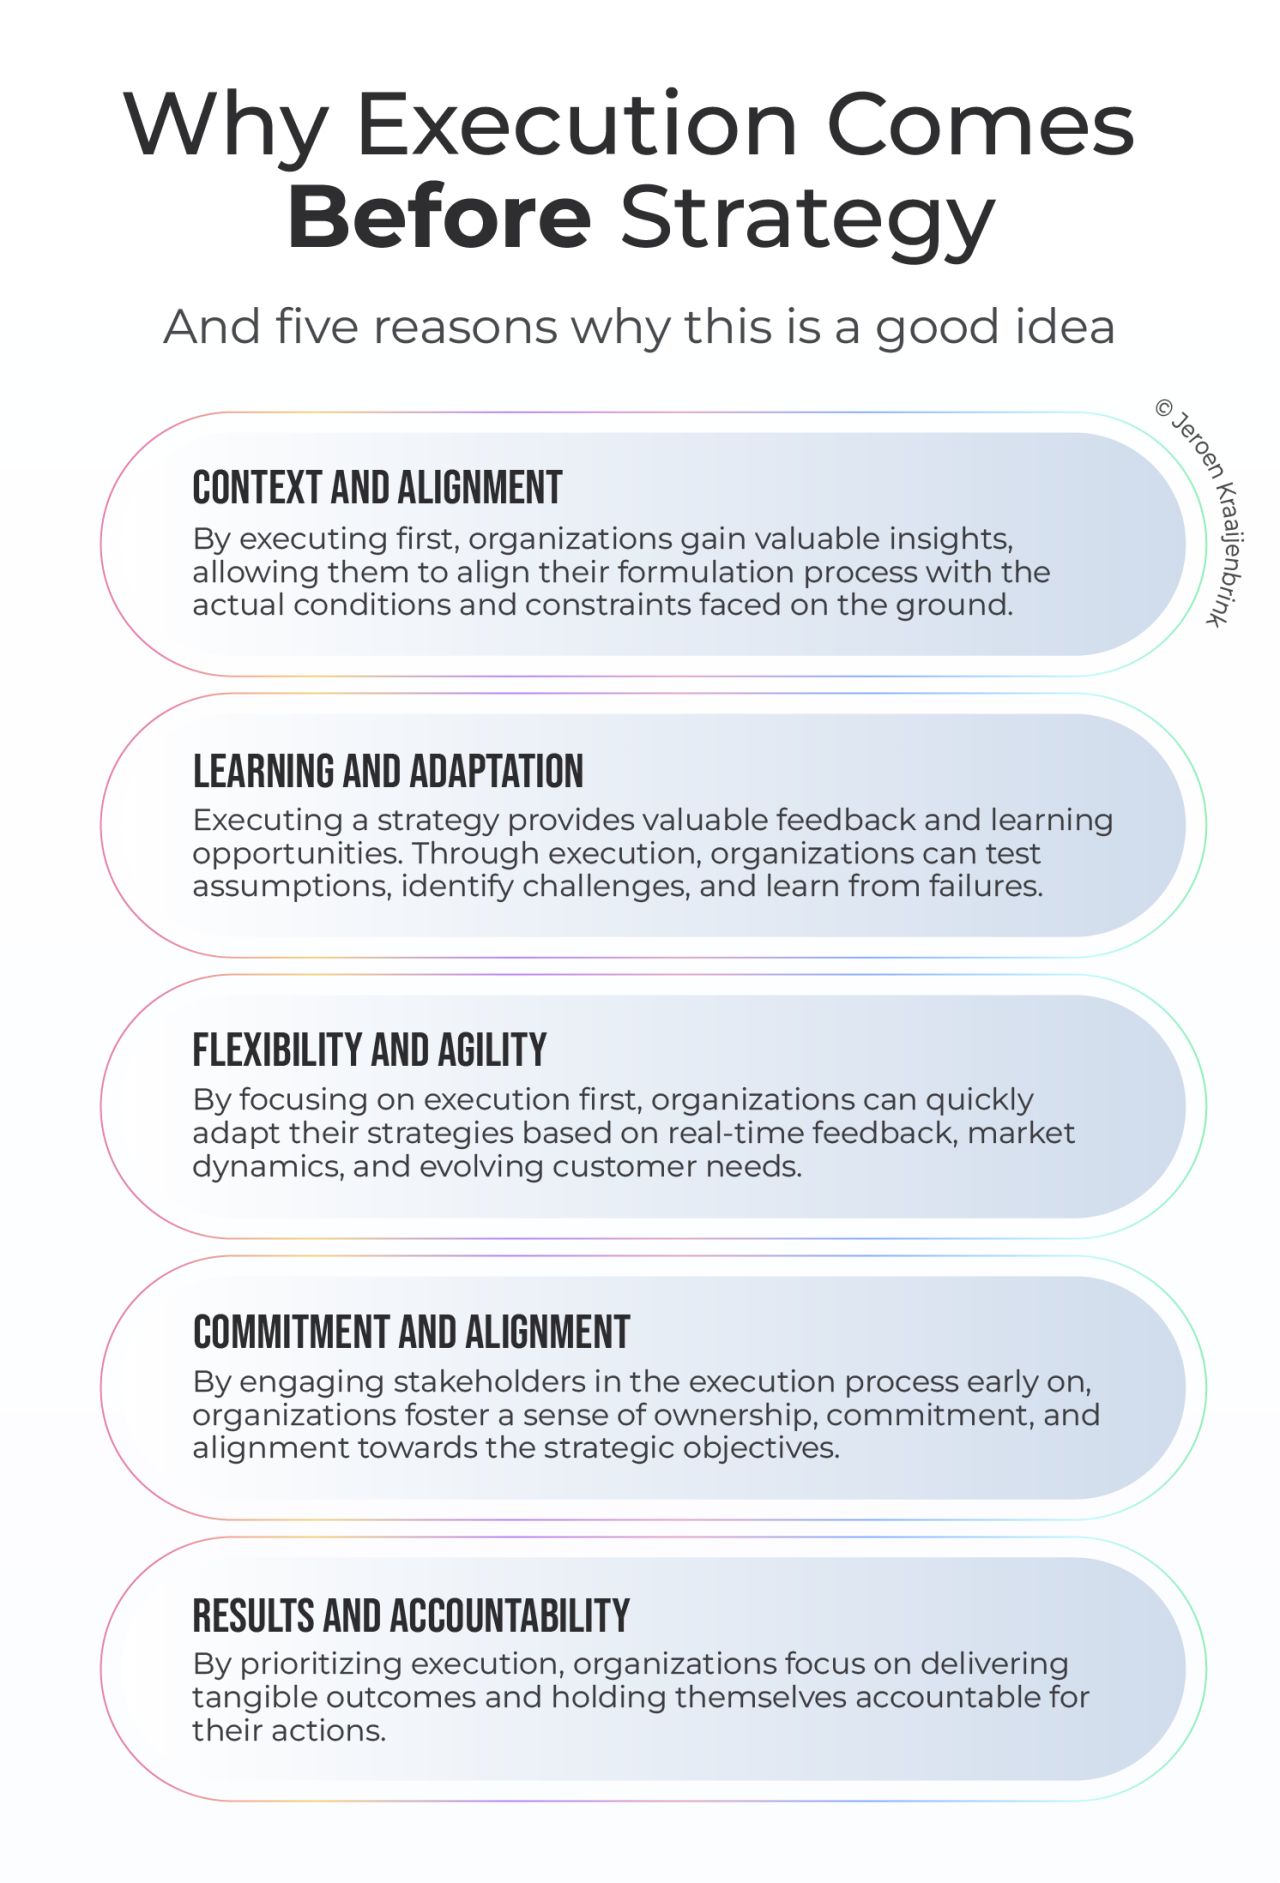 Why Execution Comes
Before Strategy
And five reasons why this is a good idea
© Jeroen Kraaijenbrink
CONTEXT AND ALIGNMENT
By executing first, organizations gain valuable insights,
allowing them to align their formulation process with the
actual conditions and constraints faced on the ground.
LEARNING AND ADAPTATION
Executing a strategy provides valuable feedback and learning
opportunities. Through execution, organizations can test
assumptions, identify challenges, and learn from failures.
FLEXIBILITY AND AGILITY
By focusing on execution first, organizations can quickly
adapt their strategies based on real-time feedback, market
dynamics, and evolving customer needs.
COMMITMENT AND ALIGNMENT
By engaging stakeholders in the execution process early on,
organizations foster a sense of ownership, commitment, and
alignment towards the strategic objectives.
RESULTS AND ACCOUNTABILITY
By prioritizing execution, organizations focus on delivering
tangible outcomes and holding themselves accountable for
their actions.